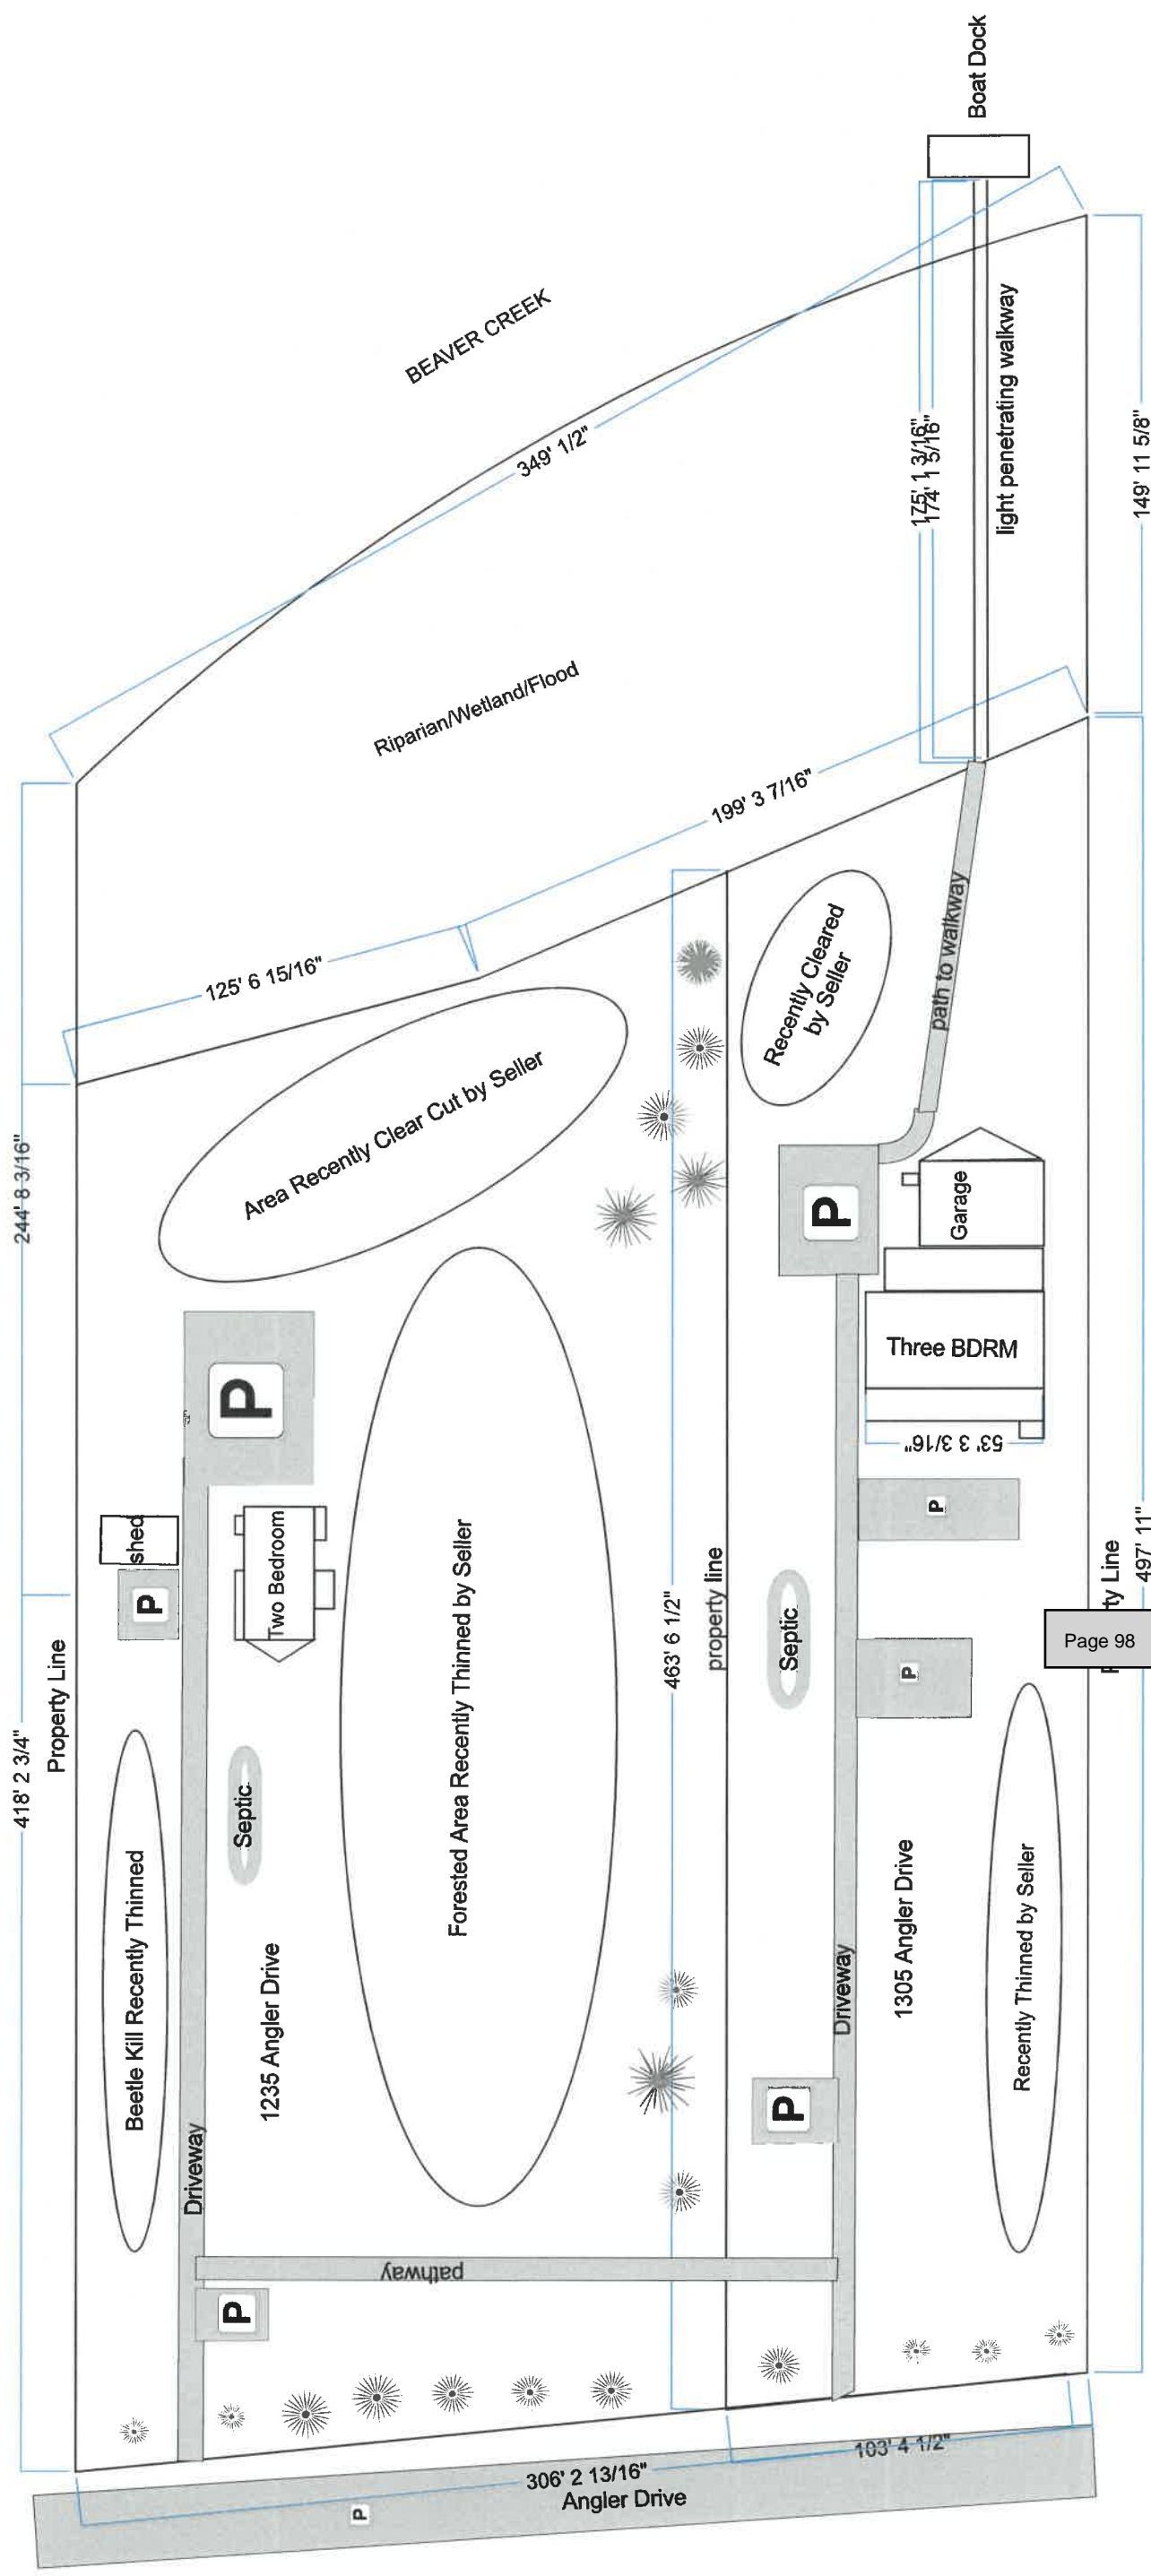 Boat Dock
BEAVER CREEK
349' 1/2"
175' 1 3/16"
174' 1 5/16"
light penetrating walkway
149' 11 5/8"
Riparian/Wetland/Flood
199' 3 7/16"
125' 6 15/16"
244' 8 3/16"
Area Recently Clear Cut by Seller
Recently Cleared
by Seller
path to walkway
P
Garage
Three BDRM
53' 3 3/16"
P
shed
P
Two Bedroom
P
P
Property Line
418' 2 3/4"
Forested Area Recently Thinned by Seller
463' 6 1/2"
property line
Septic
Septic
Page 98
ty Line
497' 11"
Beetle Kill Recently Thinned
1235 Angler Drive
Driveway
1305 Angler Drive
Driveway
Recently Thinned by Seller
P
pathway
P
103' 4 1/2"
306' 2 13/16"
Angler Drive
P